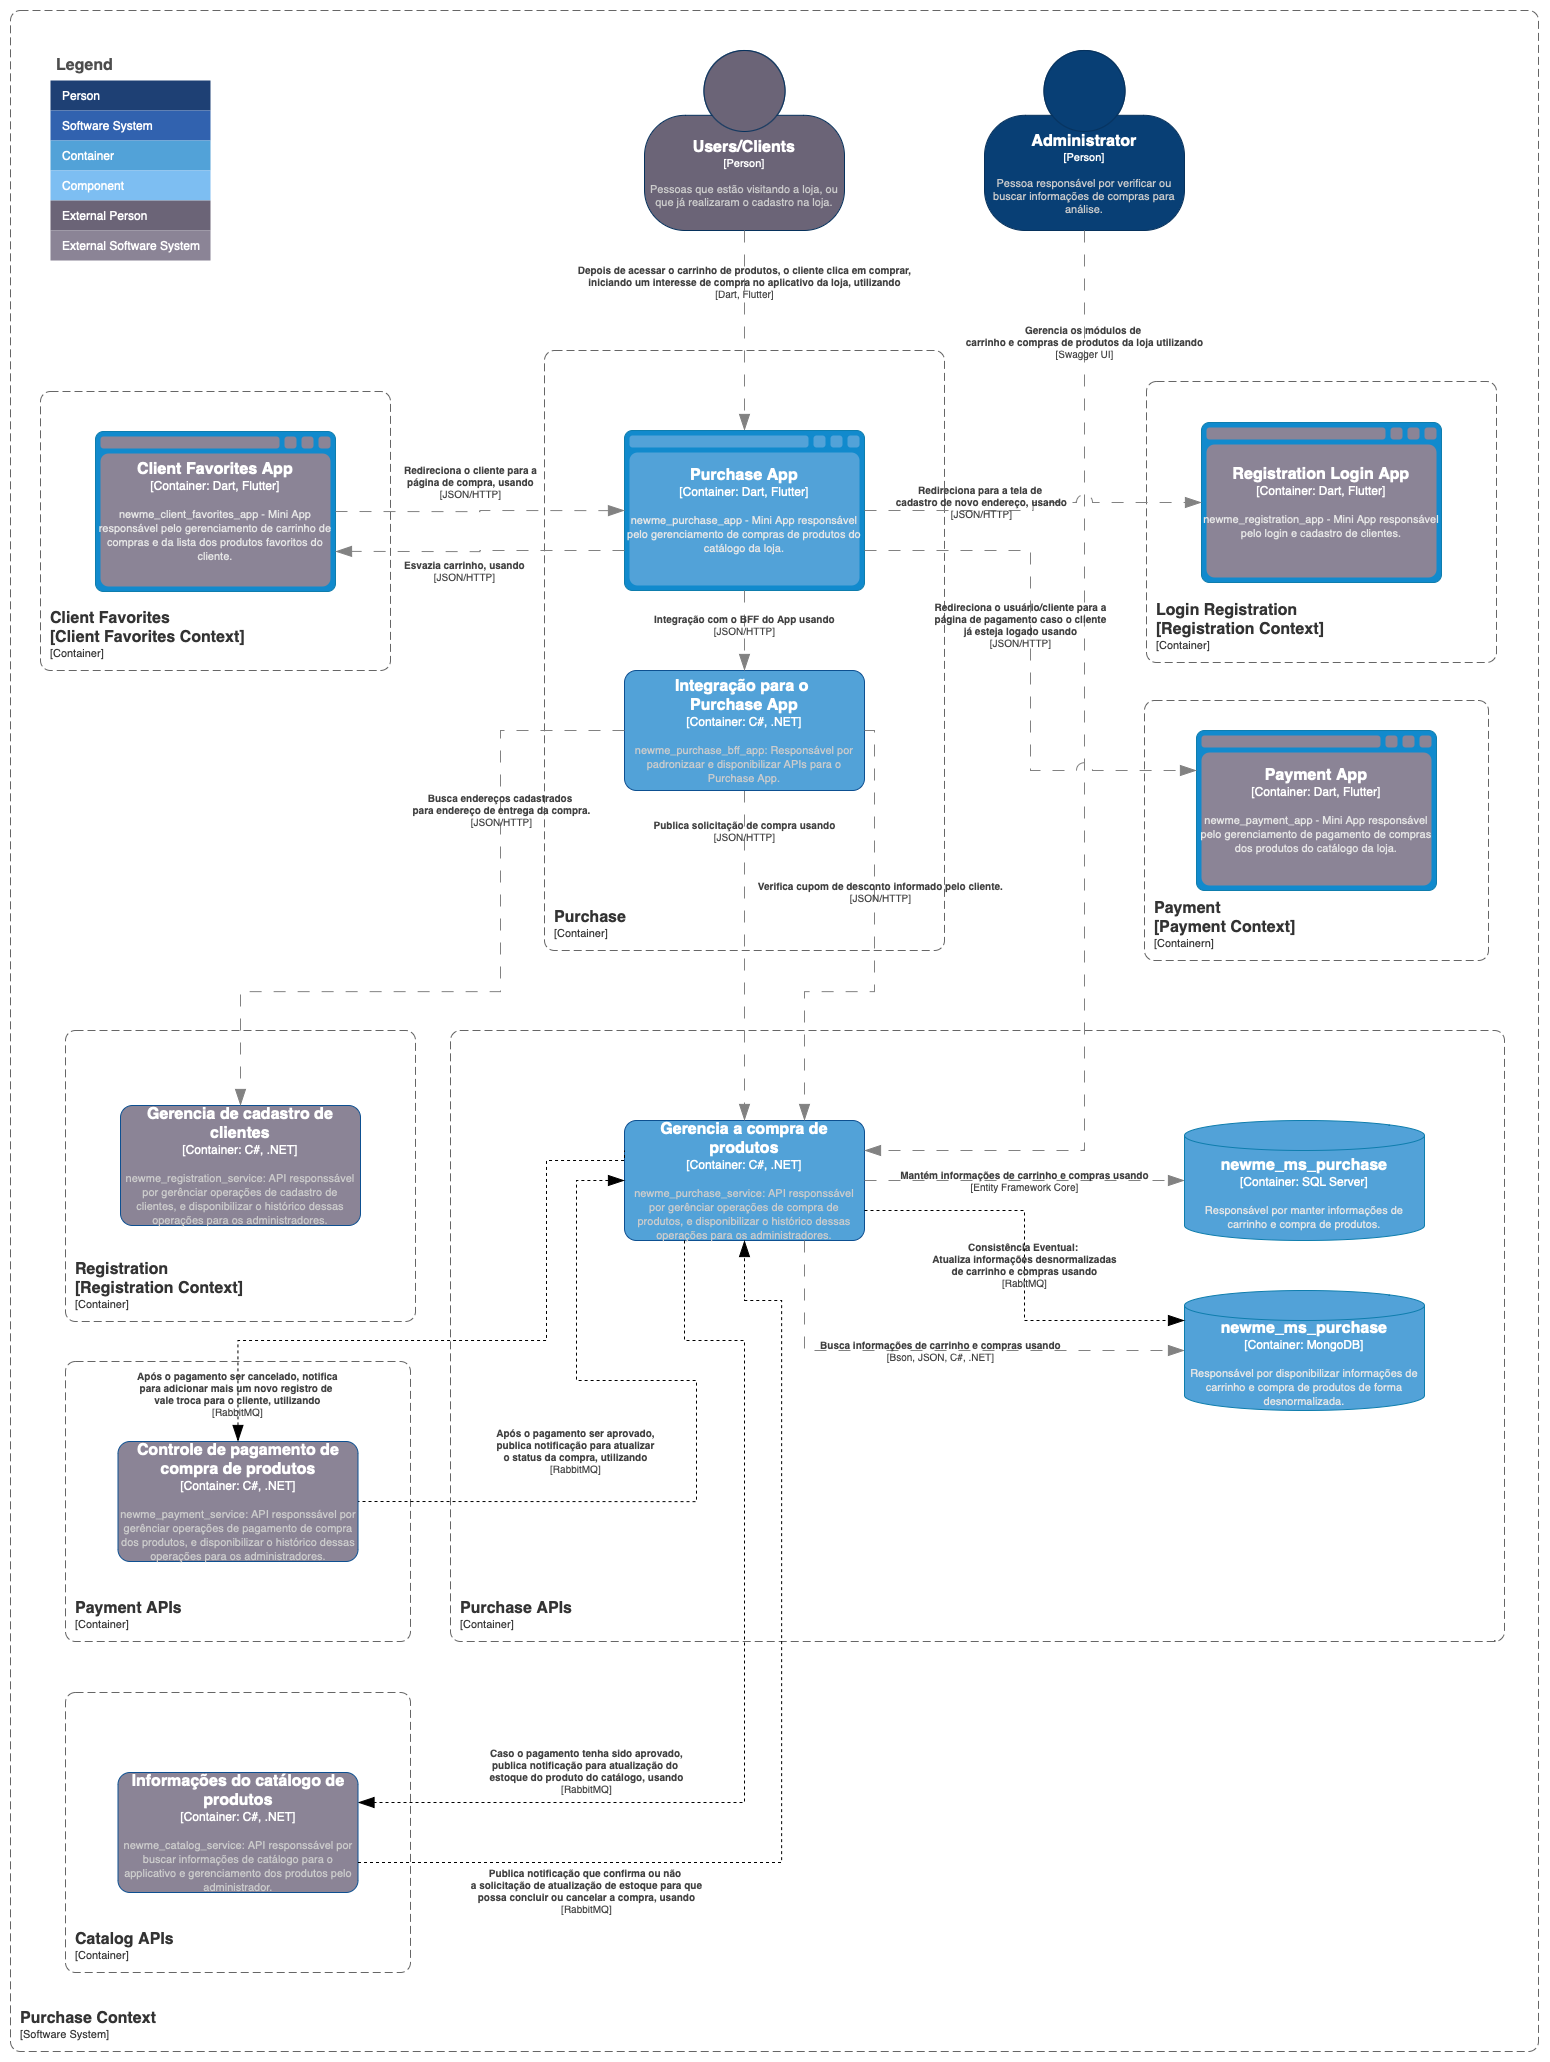 Legend
Person
Software System
Container
Component
External Person
External Software System
Users/Clients
[Person]
Pessoas que estão visitando a loja, ou
que já realizaram o cadastro na loja.
Administrator
[Person]
Pessoa responsável por verificar ou
buscar informações de compras para
análise.
Depois de acessar o carrinho de produtos, o cliente clica em comprar,
iniciando um interesse de compra no aplicativo da loja, utilizando
[Dart, Flutter]
Gerencia os módulos de
carrinho e compras de produtos da loja utilizando
[Swagger UI]
Client Favorites App
[Container: Dart, Flutter]
newme_client_favorites_app - Mini App
responsável pelo gerenciamento de carrinho de
compras e da lista dos produtos favoritos do
cliente.
Client Favorites
[Client Favorites Context]
[Container]
Redireciona o cliente para a
página de compra, usando
[JSON/HTTP]
Esvazia carrinho, usando
[JSON/HTTP]
Purchase App
[Container: Dart, Flutter]
newme_purchase_app - Mini App responsável
pelo gerenciamento de compras de produtos do
catálogo da loja.
Redireciona para a tela de
cadastro de novo endereço, usando
[JSON/HTTP]
Registration Login App
[Container: Dart, Flutter]
newme_registration_app - Mini App responsável
pelo login e cadastro de clientes.
Login Registration
[Registration Context]
[Container]
Integração com o BFF do App usando
[JSON/HTTP]
Redireciona o usuário/cliente para a
página de pagamento caso o cliente
já esteja logado usando
[JSON/HTTP]
Integração para o
Purchase App
[Container: C#, .NET]
newme_purchase_bff_app: Responsável por
padronizaar e disponibilizar APIs para o
Purchase App.
Payment App
[Container: Dart, Flutter]
newme_payment_app - Mini App responsável
pelo gerenciamento de pagamento de compras
dos produtos do catálogo da loja.
Payment
[Payment Context]
[Containern]
Busca endereços cadastrados
para endereço de entrega da compra.
[JSON/HTTP]
Publica solicitação de compra usando
[JSON/HTTP]
Verifica cupom de desconto informado pelo cliente.
[JSON/HTTP]
Purchase
[Container]
Gerencia de cadastro de
clientes
[Container: C#, .NET]
newme_registration_service: API responssável
por gerênciar operações de cadastro de
clientes, e disponibilizar o histórico dessas
operações para os administradores.
Registration
[Registration Context]
[Container]
Gerencia a compra de
produtos
[Container: C#, .NET]
newme_purchase_service: API responssável
por gerênciar operações de compra de
produtos, e disponibilizar o histórico dessas
operações para os administradores.
Mantém informações de carrinho e compras usando
[Entity Framework Core]
newme_ms_purchase
[Container: SQL Server]
Responsável por manter informações de
carrinho e compra de produtos.
Consistência Eventual:
Atualiza informações desnormalizadas
de carrinho e compras usando
[RabitMQ]
Busca informações de carrinho e compras usando
[Bson, JSON, C#, .NET]
newme_ms_purchase
[Container: MongoDB]
Responsável por disponibilizar informações de
carrinho e compra de produtos de forma
desnormalizada.
Após o pagamento ser cancelado, notifica
para adicionar mais um novo registro de
vale troca para o cliente, utilizando
[RabbitMQ]
Controle de pagamento de
compra de produtos
[Container: C#, .NET]
newme_payment_service: API responssável por
gerênciar operações de pagamento de compra
dos produtos, e disponibilizar o histórico dessas
operações para os administradores.
Após o pagamento ser aprovado,
publica notificação para atualizar
o status da compra, utilizando
[RabbitMQ]
Payment APIs
[Container]
Purchase APIs
[Container]
Caso o pagamento tenha sido aprovado,
publica notificação para atualização do
estoque do produto do catálogo, usando
[RabbitMQ]
Informações do catálogo de
produtos
[Container: C#, .NET]
newme_catalog_service: API responssável por
buscar informações de catálogo para o
applicativo e gerenciamento dos produtos pelo
administrador.
Publica notificação que confirma ou não
a solicitação de atualização de estoque para que
possa concluir ou cancelar a compra, usando
[RabbitMQ]
Catalog APIs
[Container]
Purchase Context
[Software System]